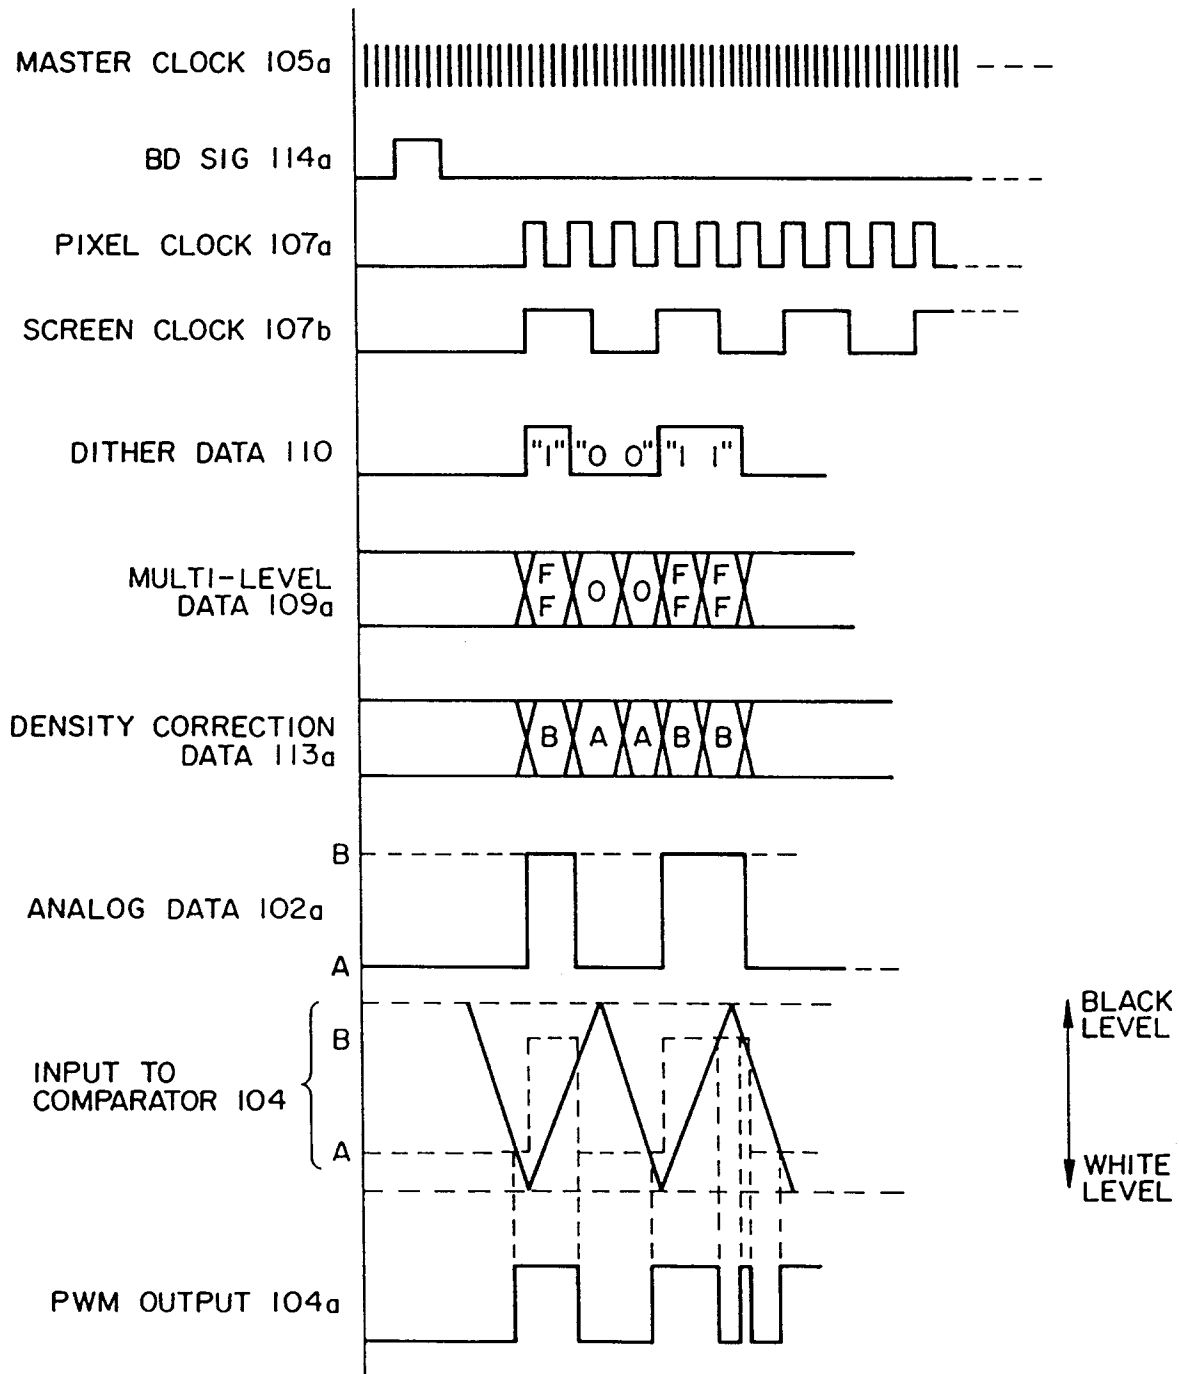 MASTER CLOCK 105a
BD SIG 114a
PIXEL CLOCK 107a
SCREEN CLOCK 107b
DITHER DATA 110
"1" "0 0" "1 1"
MULTI-LEVEL
DATA 109a
F F F
0 0
F F F
DENSITY CORRECTION
DATA 113a
B A A B B
B
ANALOG DATA 102a
A
BLACK
LEVEL
B
INPUT TO
COMPARATOR 104
A
WHITE
LEVEL
PWM OUTPUT 104a